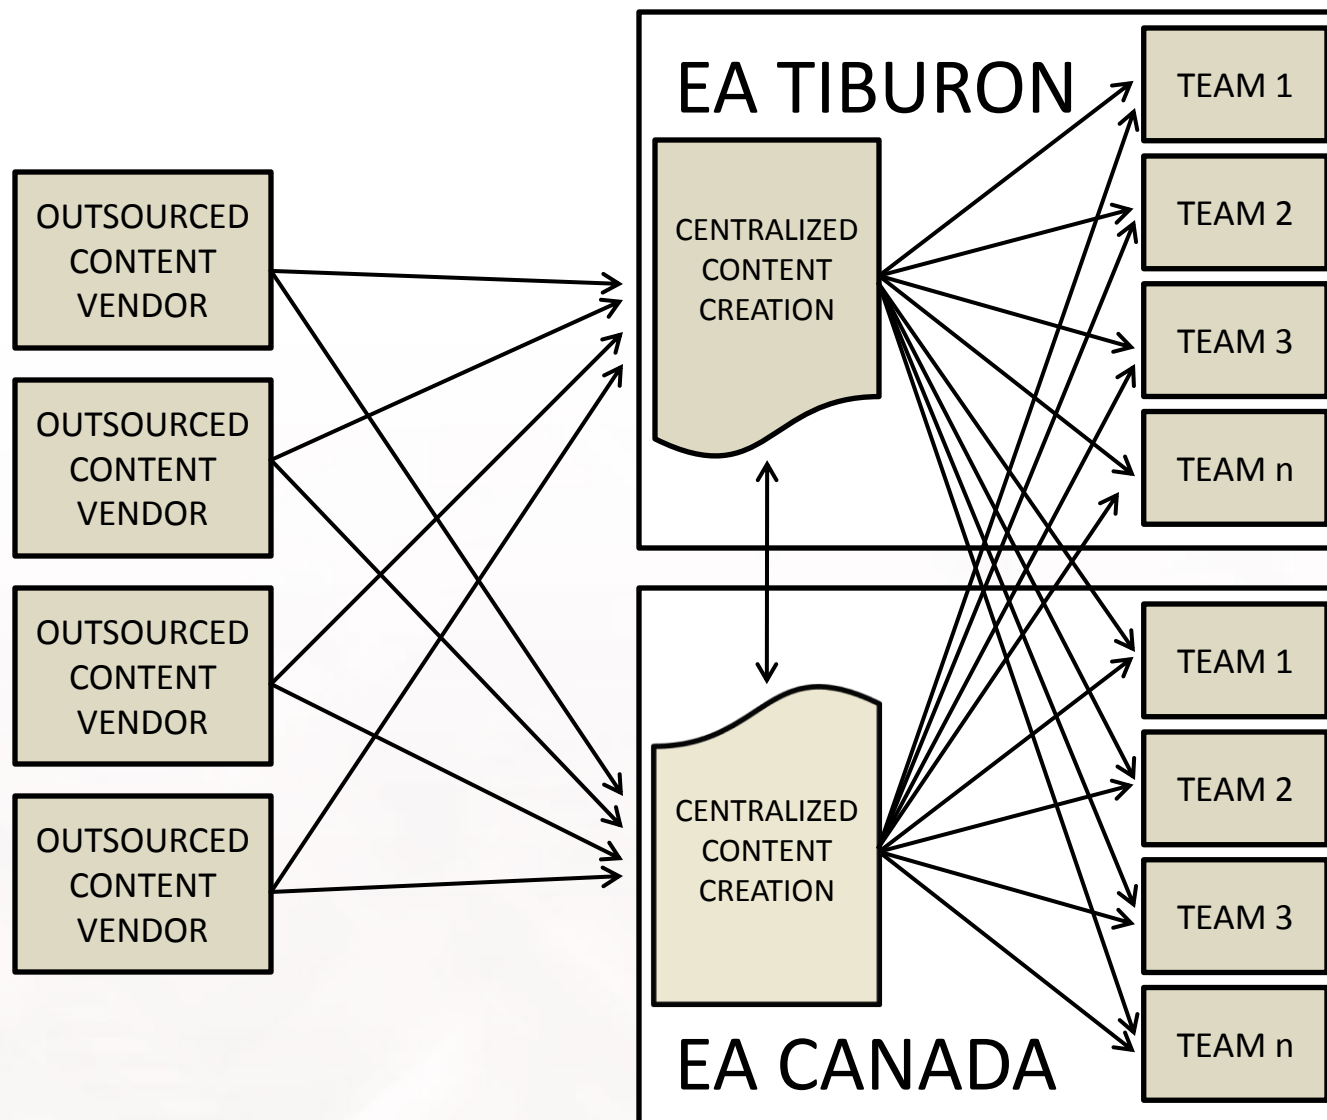 OUTSOURCED
CONTENT
VENDOR
OUTSOURCED
CONTENT
VENDOR
OUTSOURCED
CONTENT
VENDOR
OUTSOURCED
CONTENT
VENDOR
EA TIBURON
CENTRALIZED
CONTENT
CREATION
TEAM 1
TEAM 2
TEAM 3
TEAM n
CENTRALIZED
CONTENT
CREATION
EA CANADA
TEAM 1
TEAM 2
TEAM 3
TEAM n